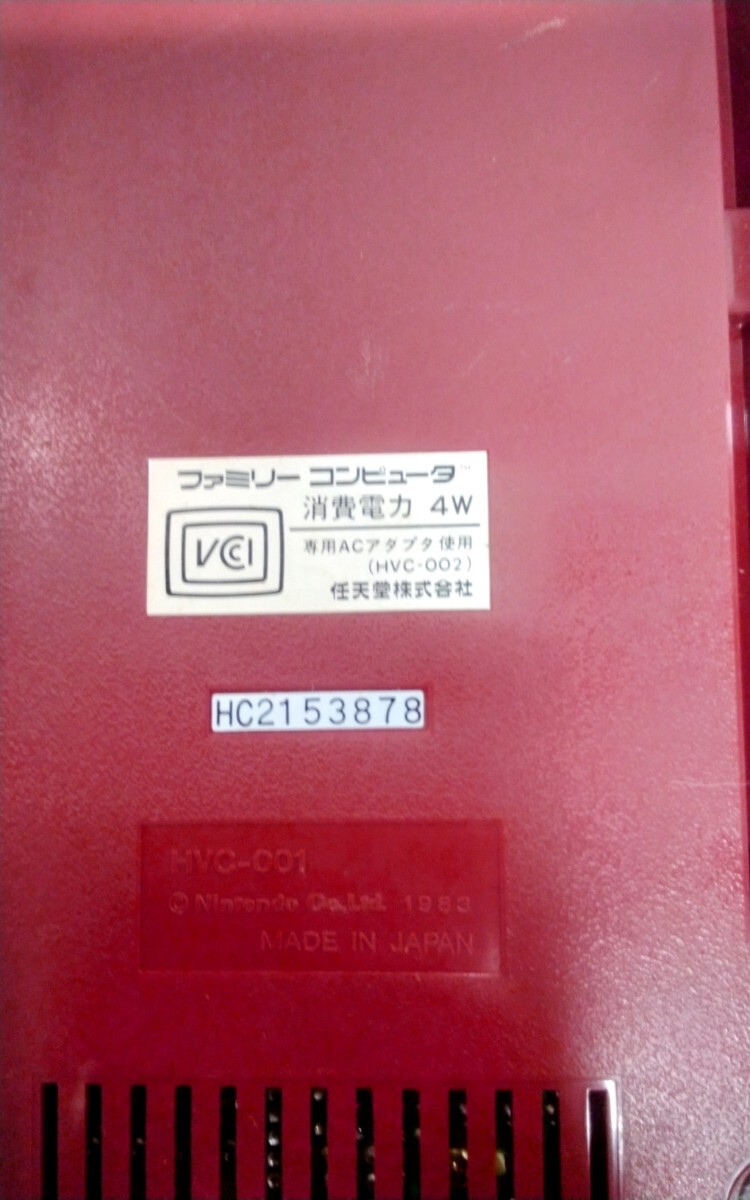 ファミリー コンピュータ™
消費電力 4W
VCCI
専用ACアダプタ使用
(HVC-002)
任天堂株式会社
HC2153878
HVC-001
© Nintendo Co.,Ltd. 1983
MADE IN JAPAN